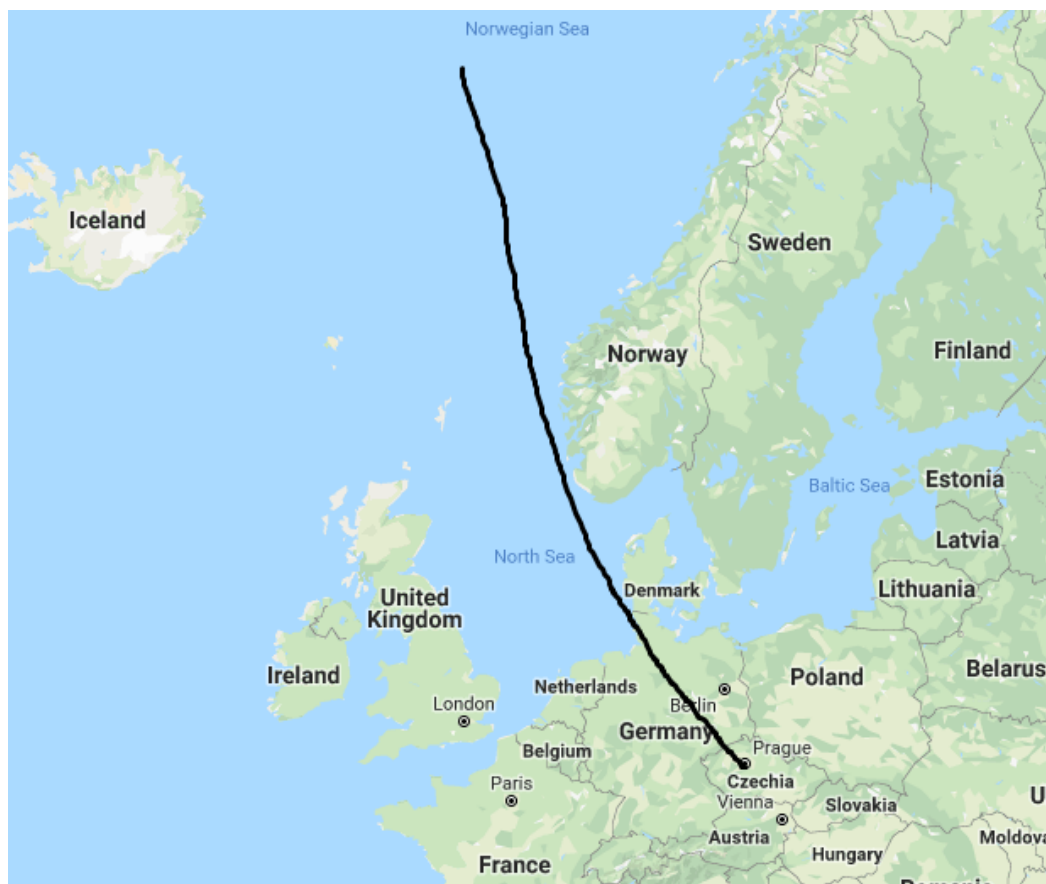 Norwegian Sea
Iceland
Sweden
Norway
Finland
Baltic Sea
Estonia
North Sea
Latvia
Denmark
Lithuania
United
Kingdom
Ireland
Belarus
Poland
Netherlands
London
Berlin
Germany
Belgium
Prague
Czechia
Paris
Vienna
Slovakia
U
Austria
Moldova
Hungary
France